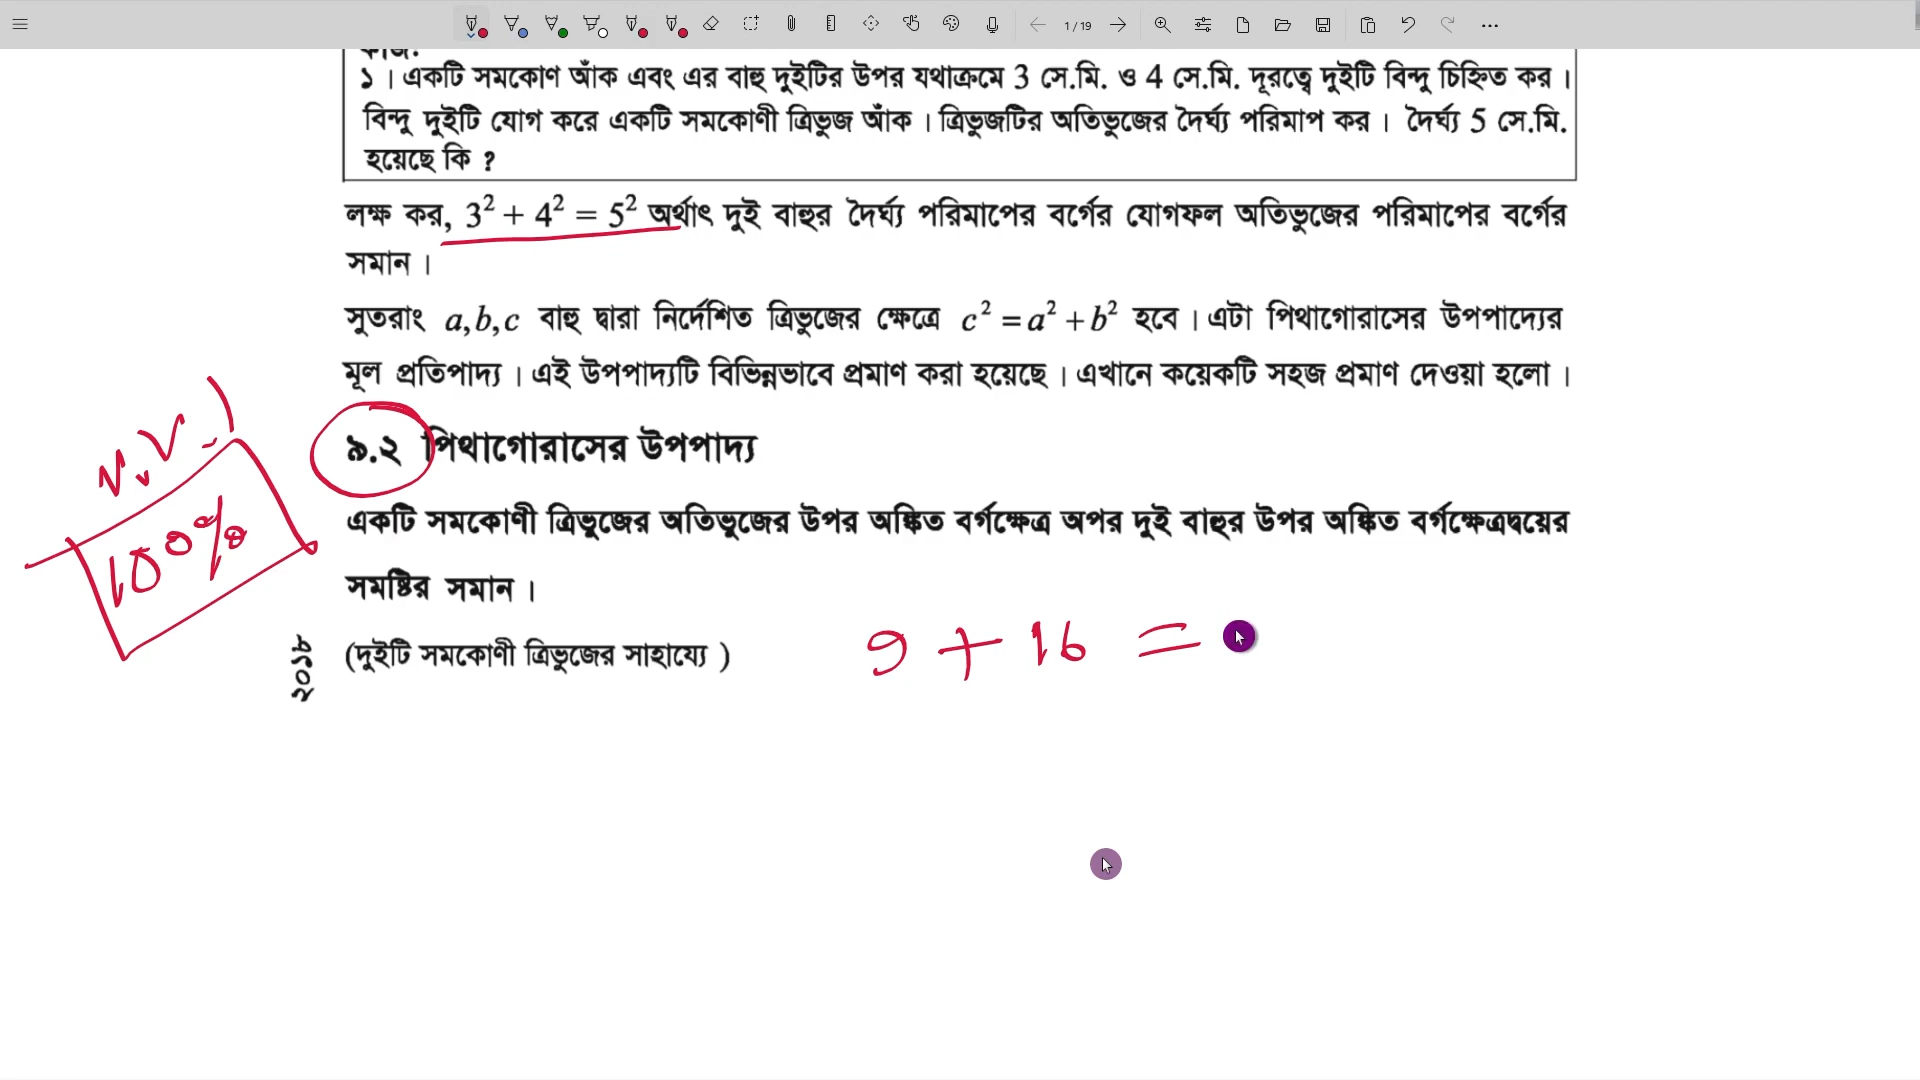 1 / 19
কাজ:
১। একটি সমকোণ আঁক এবং এর বাহু দুইটির উপর যথাক্রমে 3 সে.মি. ও 4 সে.মি. দূরত্বে দুইটি বিন্দু চিহ্নিত কর।
বিন্দু দুইটি যোগ করে একটি সমকোণী ত্রিভুজ আঁক। ত্রিভুজটির অতিভুজের দৈর্ঘ্য পরিমাপ কর। দৈর্ঘ্য 5 সে.মি.
হয়েছে কি ?
লক্ষ কর, 3² + 4² = 5² অর্থাৎ দুই বাহুর দৈর্ঘ্য পরিমাপের বর্গের যোগফল অতিভুজের পরিমাপের বর্গের
সমান।
সুতরাং a, b, c বাহু দ্বারা নির্দেশিত ত্রিভুজের ক্ষেত্রে c² = a² + b² হবে। এটা পিথাগোরাসের উপপাদ্যের
মূল প্রতিপাদ্য। এই উপপাদ্যটি বিভিন্নভাবে প্রমাণ করা হয়েছে। এখানে কয়েকটি সহজ প্রমাণ দেওয়া হলো।
৯.২ পিথাগোরাসের উপপাদ্য
100%
একটি সমকোণী ত্রিভুজের অতিভুজের উপর অঙ্কিত বর্গক্ষেত্র অপর দুই বাহুর উপর অঙ্কিত বর্গক্ষেত্রদ্বয়ের
সমষ্টির সমান।
২০১৮
(দুইটি সমকোণী ত্রিভুজের সাহায্যে )
9 + 16 =